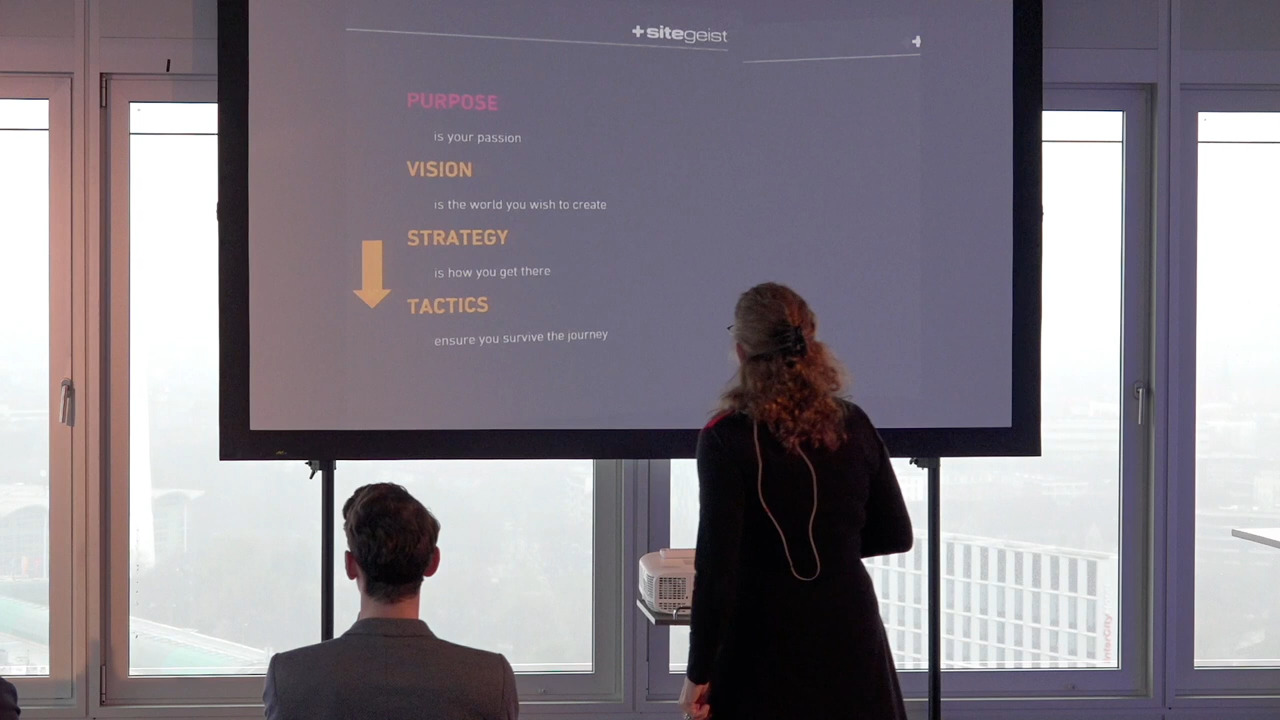 sitegeist
PURPOSE
is your passion
VISION
is the world you wish to create
STRATEGY
is how you get there
TACTICS
ensure you survive the journey
InterCity